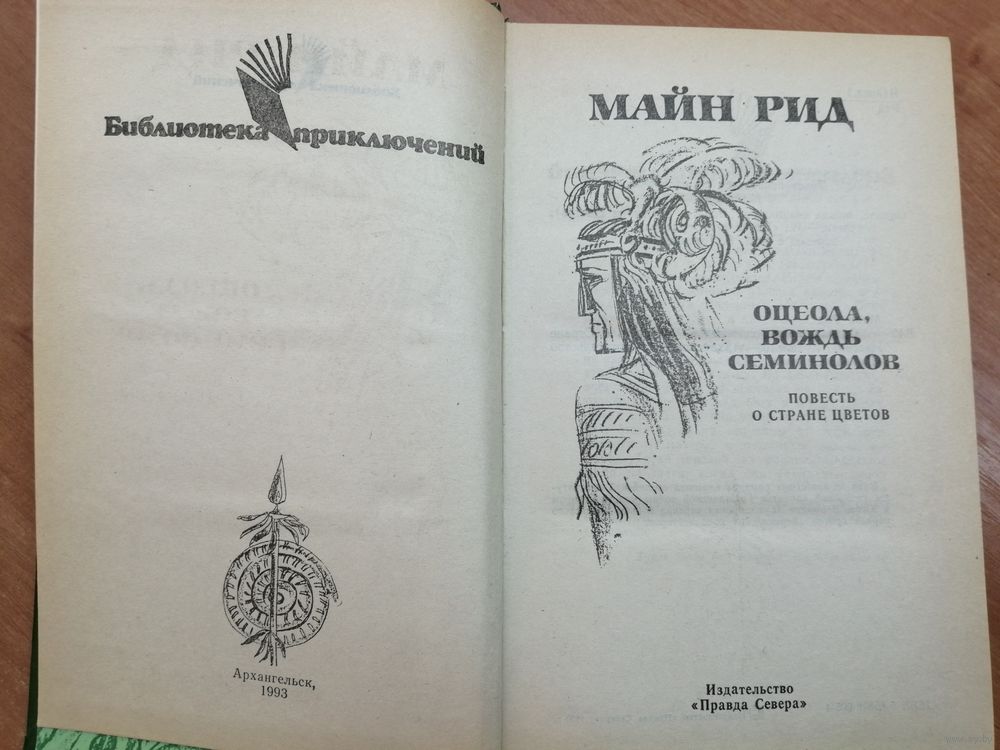 Библиотека приключений
Архангельск,
1993
МАЙН РИД
ОЦЕОЛА,
ВОЖДЬ
СЕМИНОЛОВ
ПОВЕСТЬ
О СТРАНЕ ЦВЕТОВ
Издательство
«Правда Севера»